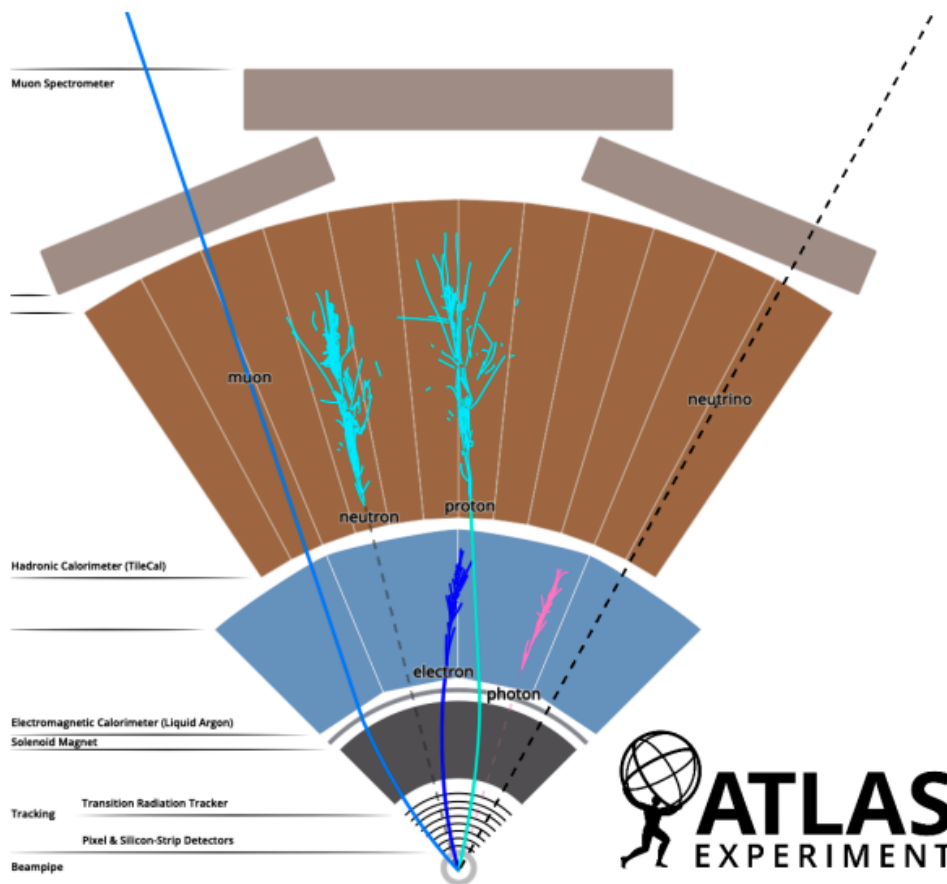 Muon Spectrometer
muon
neutrino
neutron
proton
Hadronic Calorimeter (TileCal)
electron
photon
Electromagnetic Calorimeter (Liquid Argon)
Solenoid Magnet
Transition Radiation Tracker
Tracking
Pixel & Silicon-Strip Detectors
Beampipe
ATLAS
EXPERIMENT